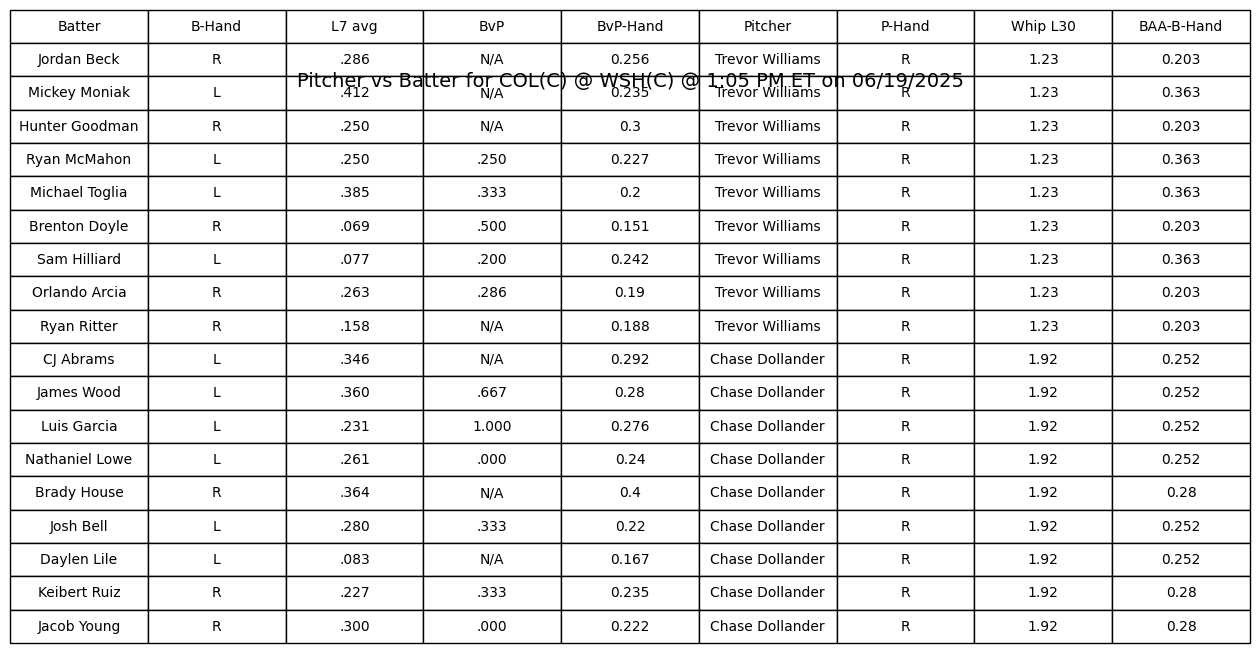 Batter B-Hand L7 avg BvP BvP-Hand Pitcher P-Hand Whip L30 BAA-B-Hand
Jordan Beck R .286 N/A 0.256 Trevor Williams R 1.23 0.203
Pitcher vs Batter for COL(C) @ WSH(C) @ 1:05 PM ET on 06/19/2025
Mickey Moniak L .412 N/A 0.235 Trevor Williams R 1.23 0.363
Hunter Goodman R .250 N/A 0.3 Trevor Williams R 1.23 0.203
Ryan McMahon L .250 .250 0.227 Trevor Williams R 1.23 0.363
Michael Toglia L .385 .333 0.2 Trevor Williams R 1.23 0.363
Brenton Doyle R .069 .500 0.151 Trevor Williams R 1.23 0.203
Sam Hilliard L .077 .200 0.242 Trevor Williams R 1.23 0.363
Orlando Arcia R .263 .286 0.19 Trevor Williams R 1.23 0.203
Ryan Ritter R .158 N/A 0.188 Trevor Williams R 1.23 0.203
CJ Abrams L .346 N/A 0.292 Chase Dollander R 1.92 0.252
James Wood L .360 .667 0.28 Chase Dollander R 1.92 0.252
Luis Garcia L .231 1.000 0.276 Chase Dollander R 1.92 0.252
Nathaniel Lowe L .261 .000 0.24 Chase Dollander R 1.92 0.252
Brady House R .364 N/A 0.4 Chase Dollander R 1.92 0.28
Josh Bell L .280 .333 0.22 Chase Dollander R 1.92 0.252
Daylen Lile L .083 N/A 0.167 Chase Dollander R 1.92 0.252
Keibert Ruiz R .227 .333 0.235 Chase Dollander R 1.92 0.28
Jacob Young R .300 .000 0.222 Chase Dollander R 1.92 0.28